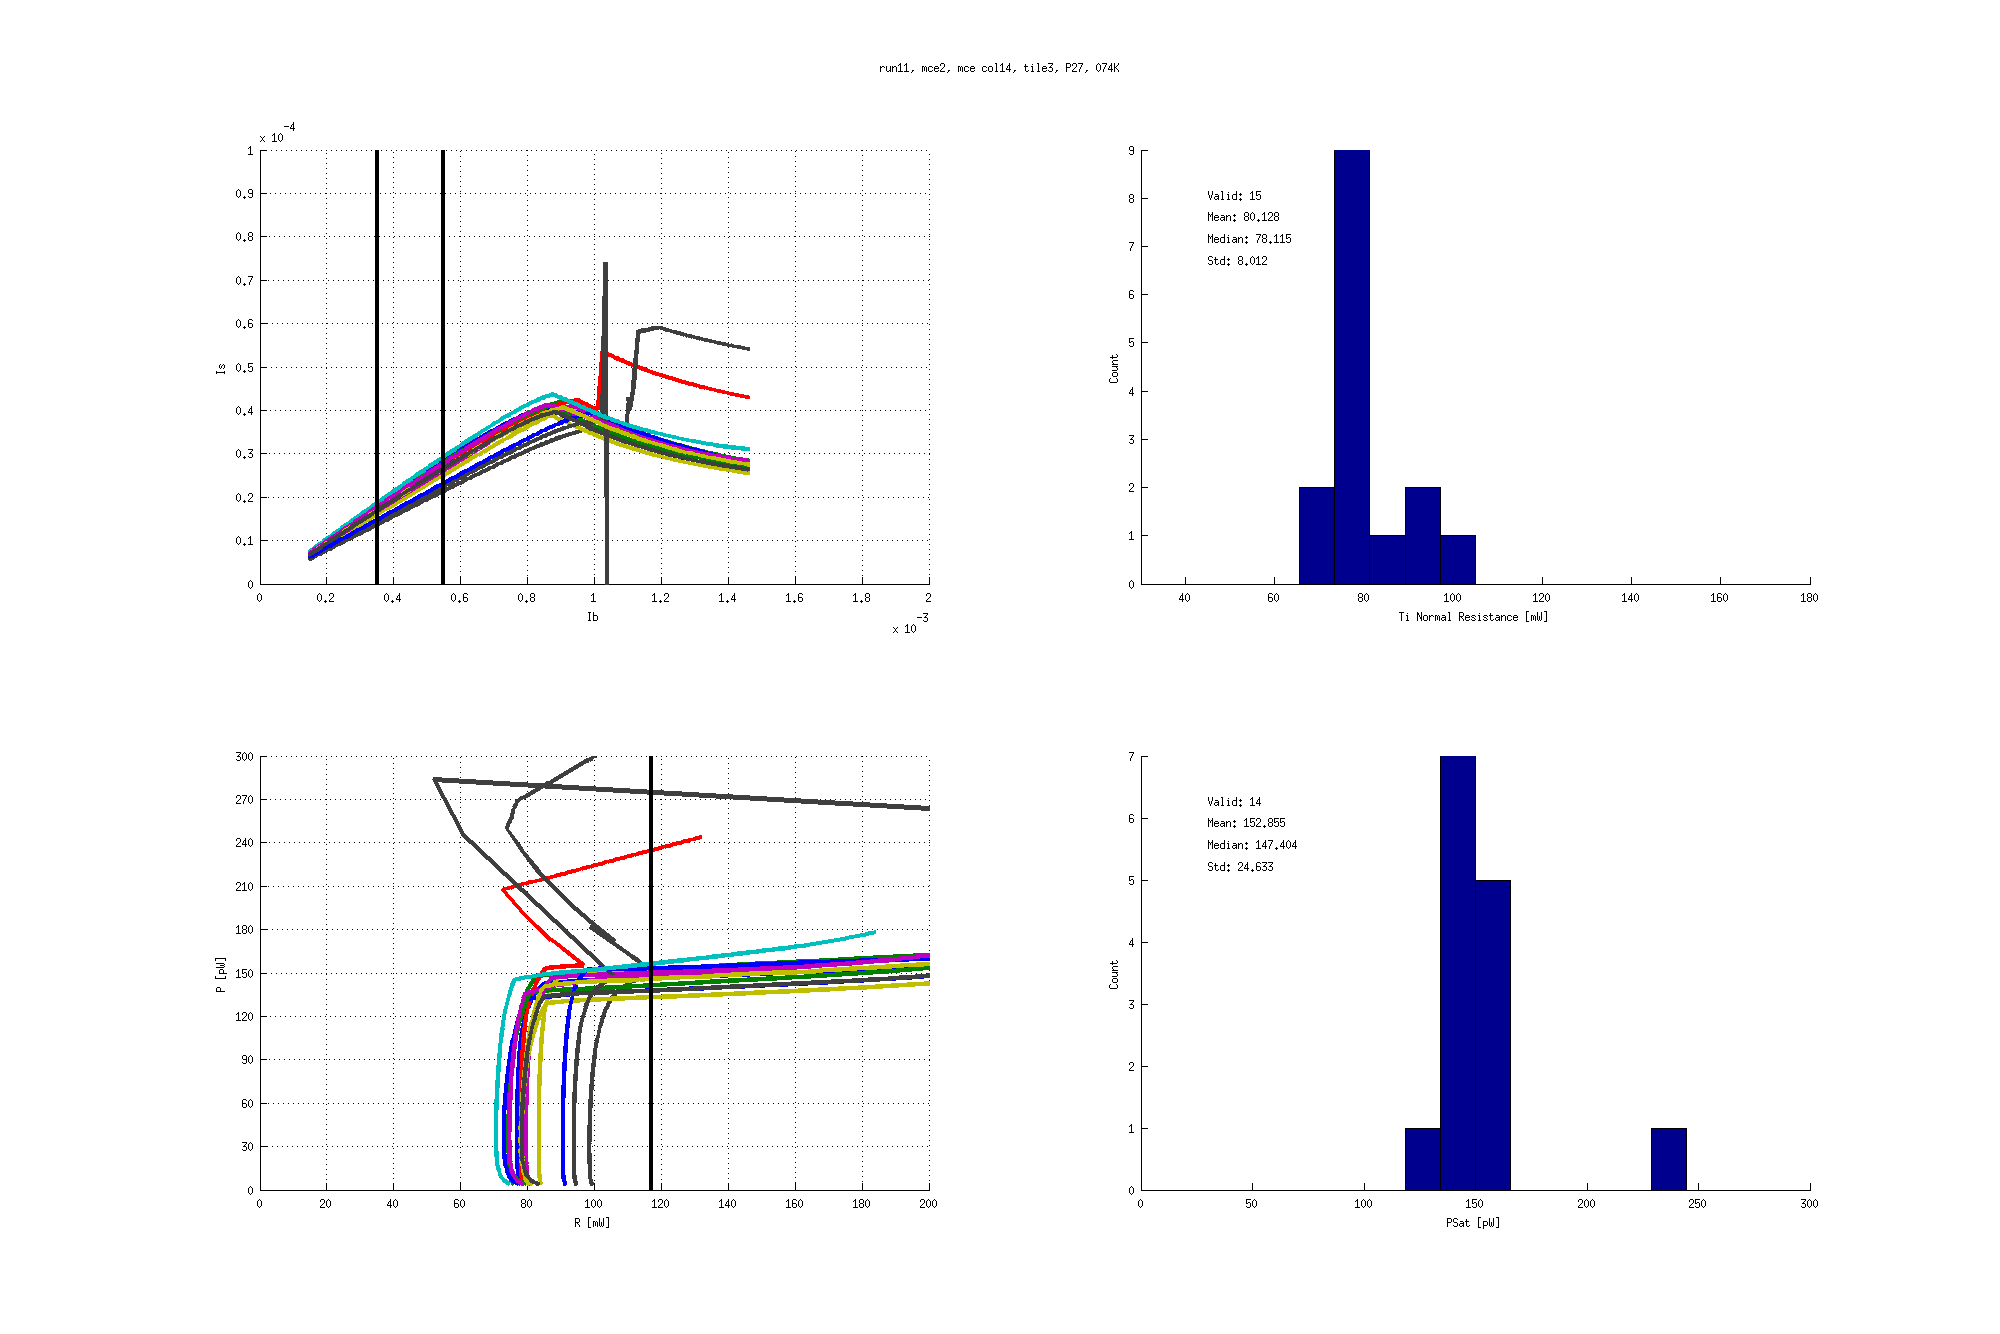 run11, mce2, mce col14, tile3, P27, 074K
x 10^-4
1
0.9
0.8
0.7
0.6
0.5
0.4
0.3
0.2
0.1
0
Is
0 0.2 0.4 0.6 0.8 1 1.2 1.4 1.6 1.8 2
Ib
x 10^-3
9
8
7
6
5
4
3
2
1
0
Count
Valid: 15
Mean: 80.128
Median: 78.115
Std: 8.012
40 60 80 100 120 140 160 180
Ti Normal Resistance [mW]
300
270
240
210
180
150
120
90
60
30
0
P [pW]
0 20 40 60 80 100 120 140 160 180 200
R [mW]
7
6
5
4
3
2
1
0
Count
Valid: 14
Mean: 152.855
Median: 147.404
Std: 24.633
0 50 100 150 200 250 300
PSat [pW]